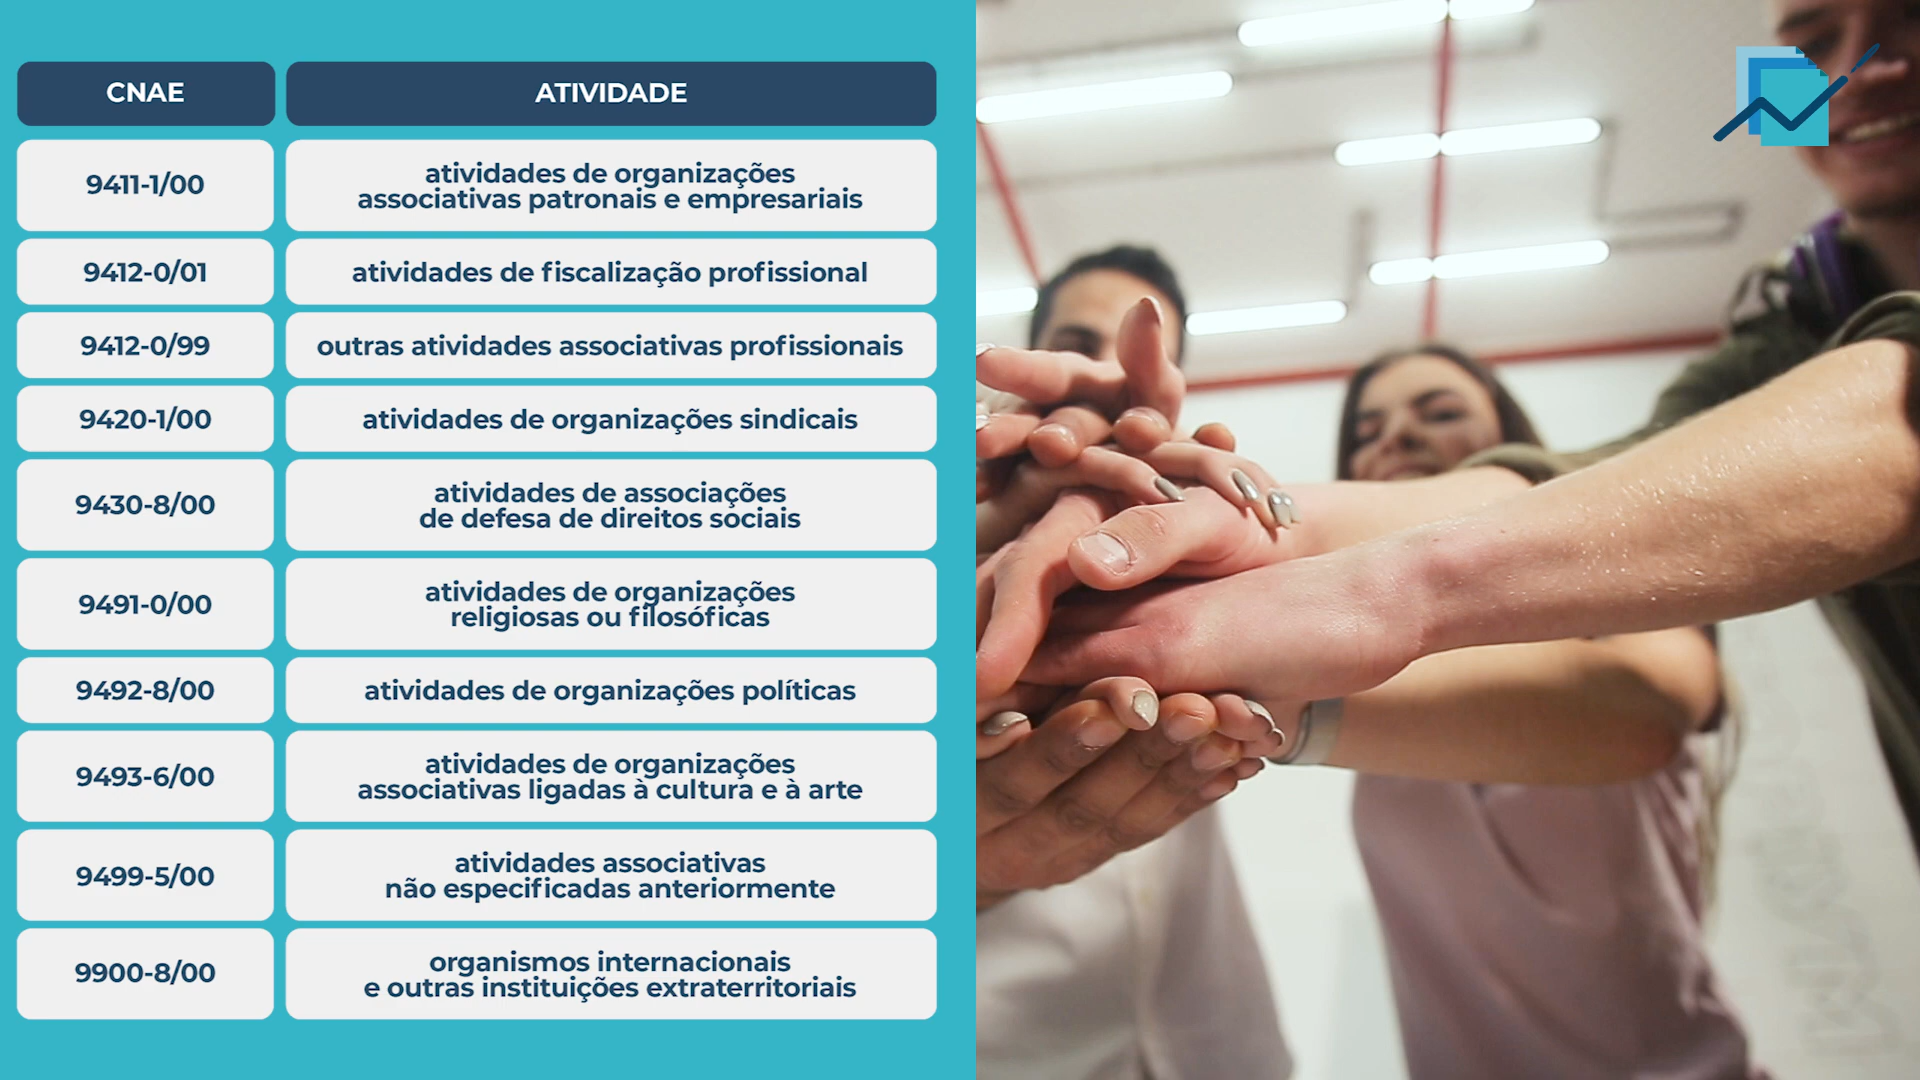 CNAE
ATIVIDADE
9411-1/00
atividades de organizações
associativas patronais e empresariais
9412-0/01
atividades de fiscalização profissional
9412-0/99
outras atividades associativas profissionais
9420-1/00
atividades de organizações sindicais
9430-8/00
atividades de associações
de defesa de direitos sociais
9491-0/00
atividades de organizações
religiosas ou filosóficas
9492-8/00
atividades de organizações políticas
9493-6/00
atividades de organizações
associativas ligadas à cultura e à arte
9499-5/00
atividades associativas
não especificadas anteriormente
9900-8/00
organismos internacionais
e outras instituições extraterritoriais